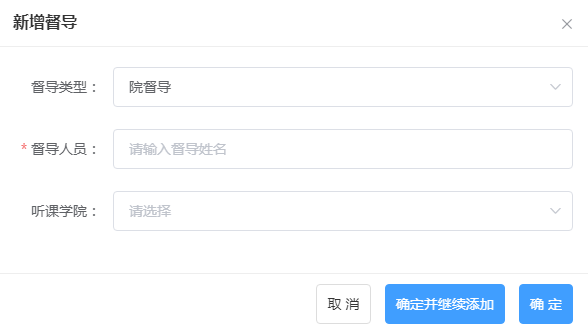 新增督导
督导类型：
院督导
* 督导人员：
请输入督导姓名
听课学院：
请选择
取 消
确定并继续添加
确 定